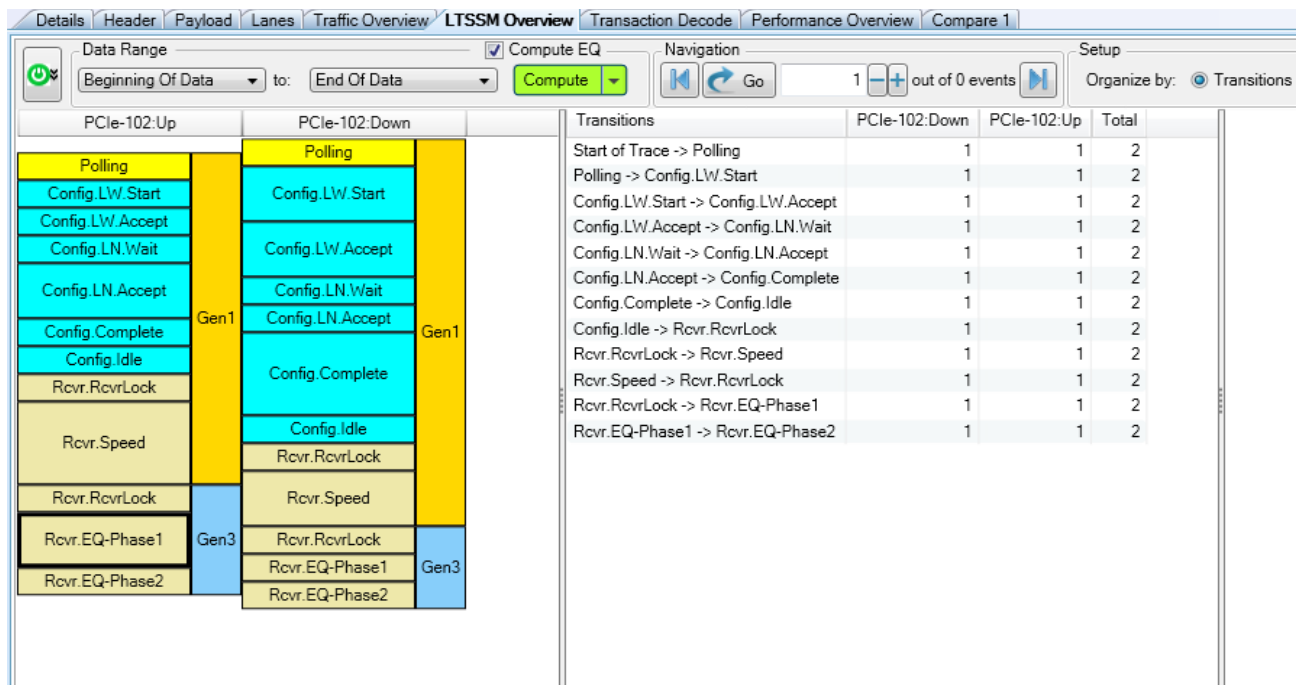 Details Header Payload Lanes Traffic Overview LTSSM Overview Transaction Decode Performance Overview Compare 1
Data Range Compute EQ Navigation Setup
Beginning Of Data to: End Of Data Compute Go 1 out of 0 events Organize by: Transitions
PCIe-102:Up PCIe-102:Down
Polling
Config.LW.Start
Config.LW.Accept
Config.LN.Wait
Config.LN.Accept
Config.Complete
Config.Idle
Rcvr.RcvrLock
Rcvr.Speed
Rcvr.RcvrLock
Rcvr.EQ-Phase1
Rcvr.EQ-Phase2
Gen1
Gen3
Polling
Config.LW.Start
Config.LW.Accept
Config.LN.Wait
Config.LN.Accept
Config.Complete
Config.Idle
Rcvr.RcvrLock
Rcvr.Speed
Rcvr.RcvrLock
Rcvr.EQ-Phase1
Rcvr.EQ-Phase2
Gen1
Gen3
Transitions PCIe-102:Down PCIe-102:Up Total
Start of Trace -> Polling 1 1 2
Polling -> Config.LW.Start 1 1 2
Config.LW.Start -> Config.LW.Accept 1 1 2
Config.LW.Accept -> Config.LN.Wait 1 1 2
Config.LN.Wait -> Config.LN.Accept 1 1 2
Config.LN.Accept -> Config.Complete 1 1 2
Config.Complete -> Config.Idle 1 1 2
Config.Idle -> Rcvr.RcvrLock 1 1 2
Rcvr.RcvrLock -> Rcvr.Speed 1 1 2
Rcvr.Speed -> Rcvr.RcvrLock 1 1 2
Rcvr.RcvrLock -> Rcvr.EQ-Phase1 1 1 2
Rcvr.EQ-Phase1 -> Rcvr.EQ-Phase2 1 1 2